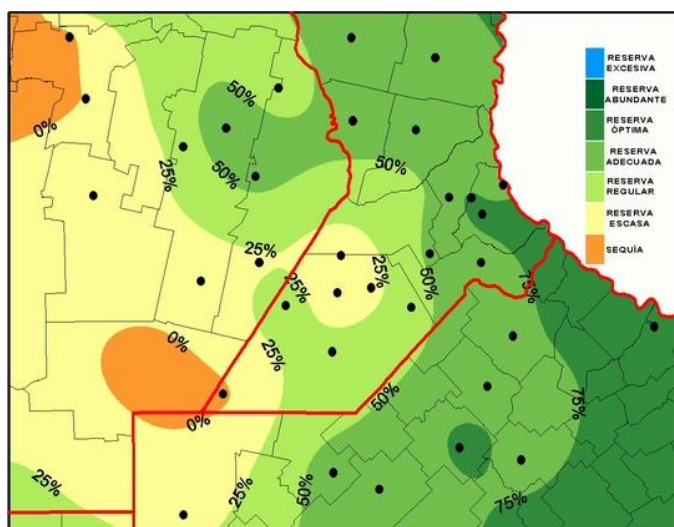 RESERVA
EXCESIVA
RESERVA
ABUNDANTE
RESERVA
ÓPTIMA
RESERVA
ADECUADA
RESERVA
REGULAR
RESERVA
ESCASA
SEQUÍA
0%
50%
50%
25%
50%
25%
25%
25%
50%
75%
0%
25%
0%
50%
75%
25%
25%
50%
75%